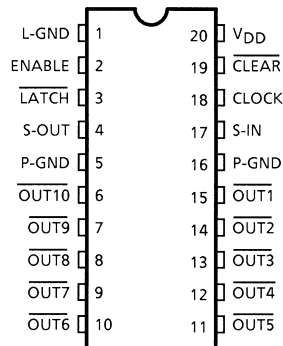 L-GND 1 20 VDD
ENABLE 2 19 CLEAR
LATCH 3 18 CLOCK
S-OUT 4 17 S-IN
P-GND 5 16 P-GND
OUT10 6 15 OUT1
OUT9 7 14 OUT2
OUT8 8 13 OUT3
OUT7 9 12 OUT4
OUT6 10 11 OUT5